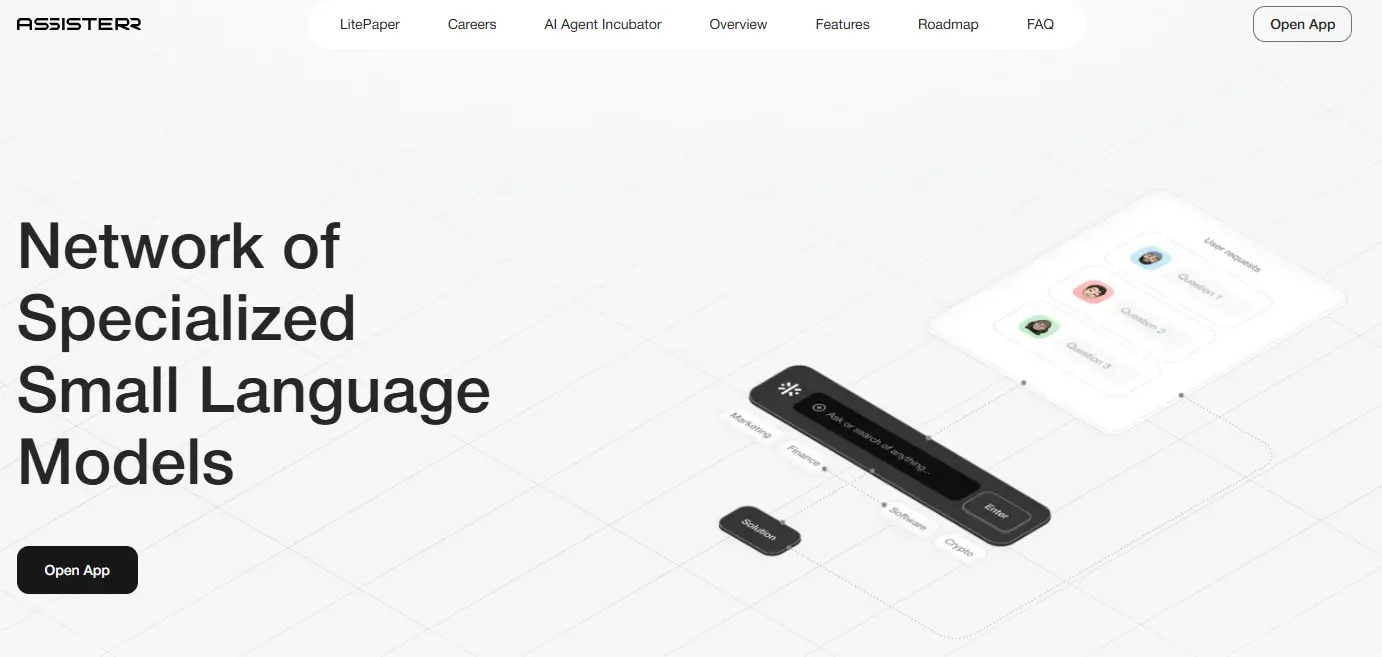 ASSISTERR
LitePaper
Careers
AI Agent Incubator
Overview
Features
Roadmap
FAQ
Open App
Network of
Specialized
Small Language
Models
Open App
User requests
Question 1
Question 2
Question 3
Ask or search of anything...
Enter
Marketing
Finance
Software
Crypto
Solution